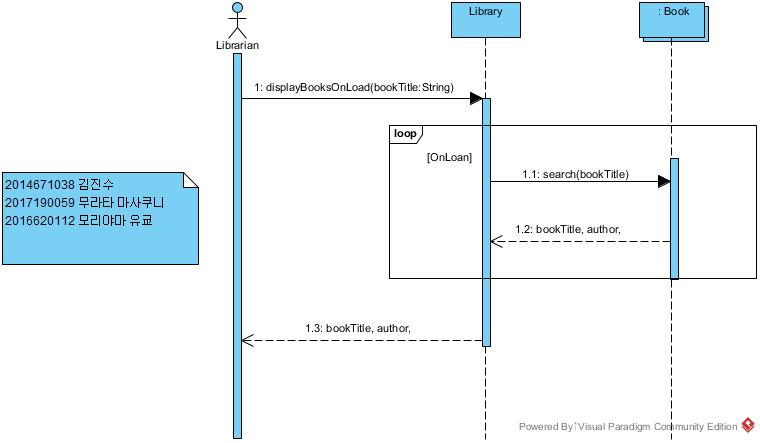 Librarian
Library
: Book
1: displayBooksOnLoad(bookTitle:String)
loop
[OnLoan]
1.1: search(bookTitle)
1.2: bookTitle, author,
1.3: bookTitle, author,
2014671038 김진수
2017190059 무라타 마사쿠니
2016620112 모리야마 유쿄
Powered By Visual Paradigm Community Edition